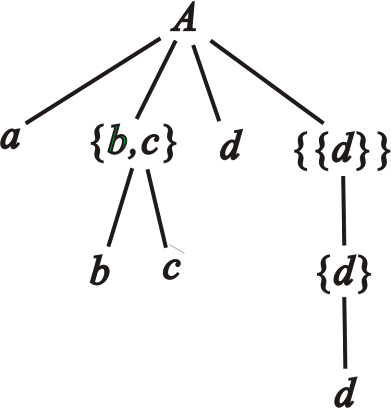 A
a {b,c} d {{d}}
b c {d}
d